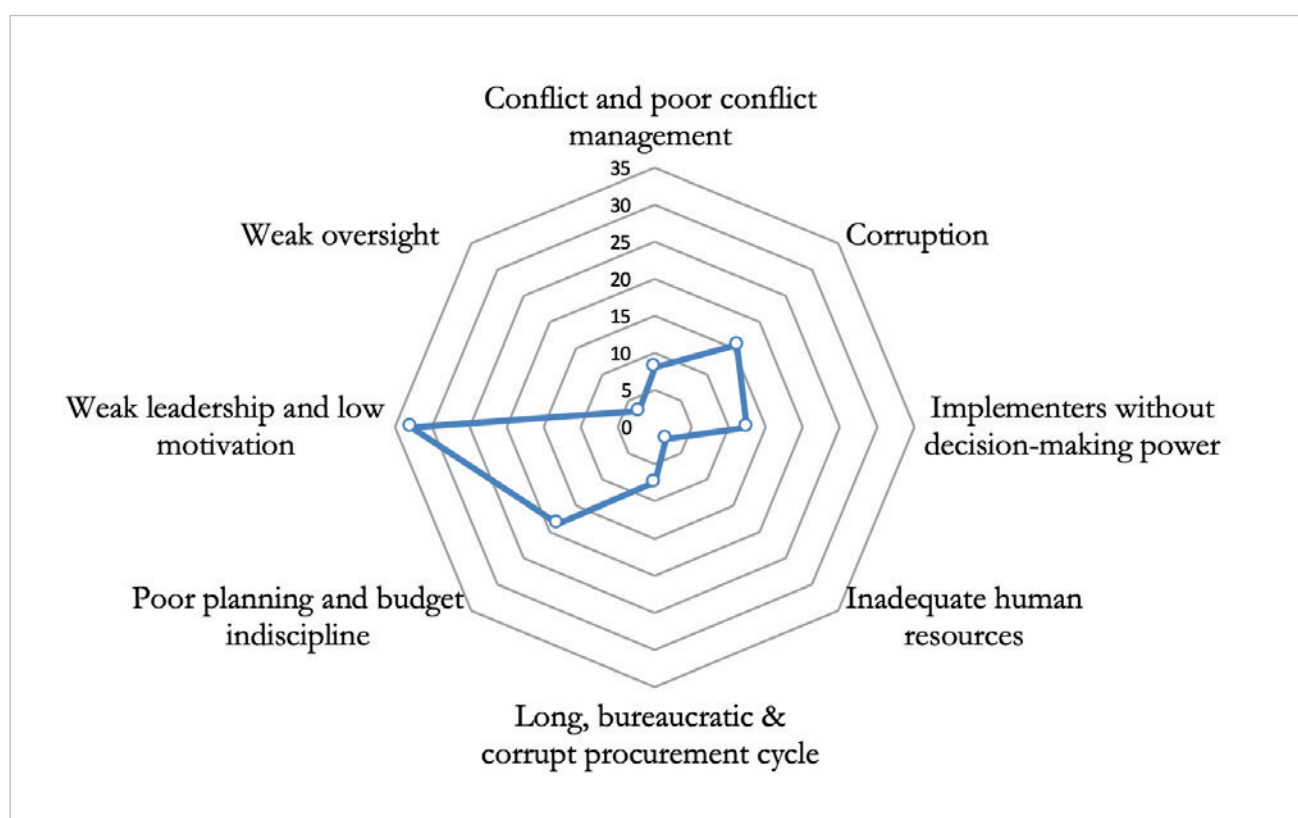 Conflict and poor conflict
management
35
30
25
20
15
10
5
0
Weak oversight
Corruption
Weak leadership and low
motivation
Implementers without
decision-making power
Poor planning and budget
indiscipline
Inadequate human
resources
Long, bureaucratic &
corrupt procurement cycle